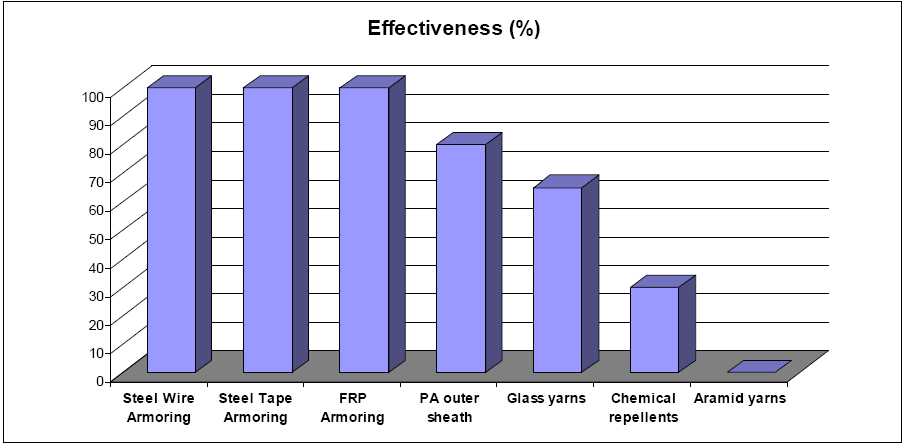 Effectiveness (%)
100
90
80
70
60
50
40
30
20
10
0
Steel Wire
Armoring
Steel Tape
Armoring
FRP
Armoring
PA outer
sheath
Glass yarns
Chemical
repellents
Aramid yarns